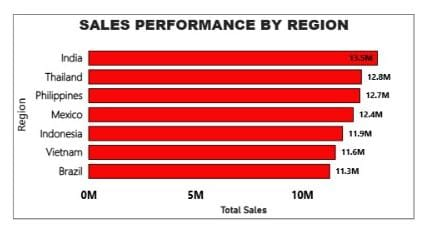 SALES PERFORMANCE BY REGION
India 13.5M
Thailand 12.8M
Philippines 12.7M
Mexico 12.4M
Indonesia 11.9M
Vietnam 11.6M
Brazil 11.3M
Region
0M 5M 10M
Total Sales